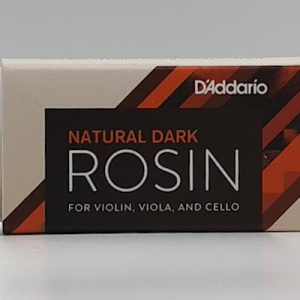 D'Addario
NATURAL DARK
ROSIN
FOR VIOLIN, VIOLA, AND CELLO